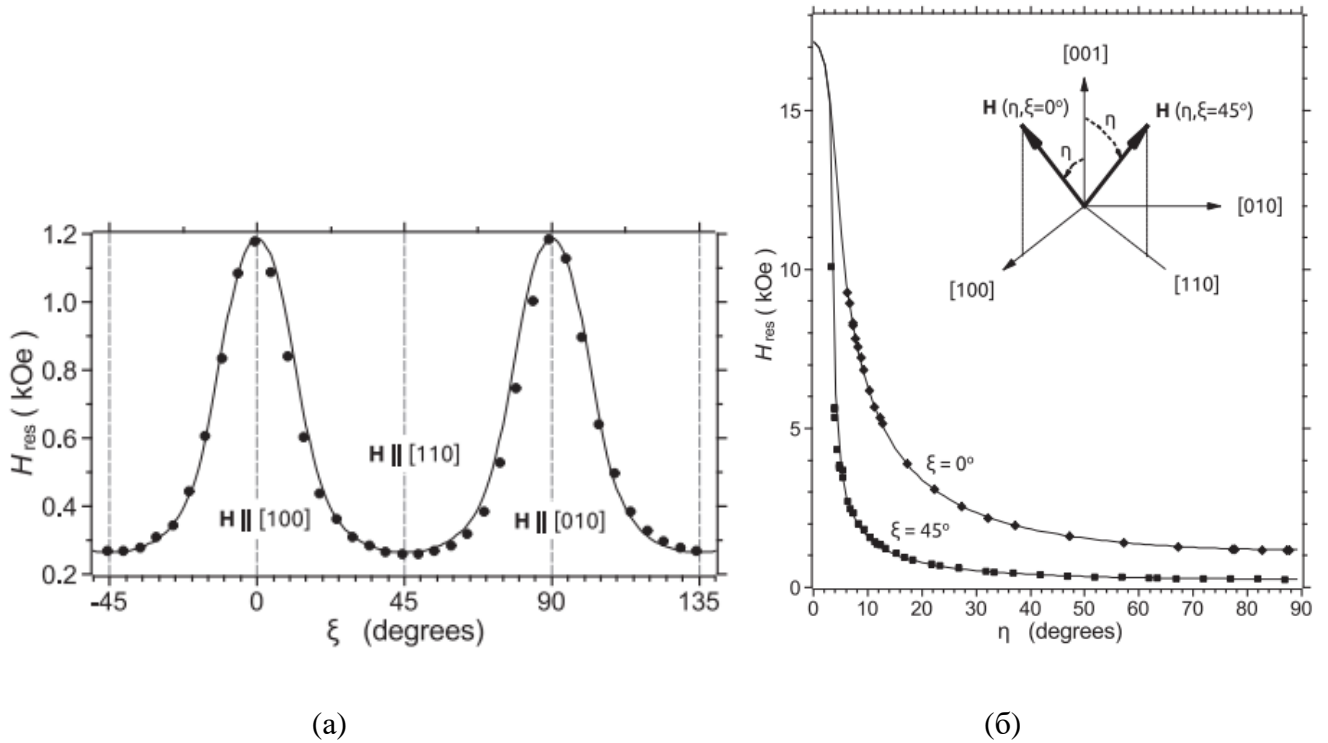 1.2
1.0
0.8
0.6
0.4
0.2
H_res ( kOe )
H ‖ [110]
H ‖ [100]
H ‖ [010]
-45 0 45 90 135
ξ (degrees)
(а)
15
10
5
0
H_res ( kOe )
[001]
H (η,ξ=0°)
H (η,ξ=45°)
η
η
[010]
[100]
[110]
ξ = 0°
ξ = 45°
0 10 20 30 40 50 60 70 80 90
η (degrees)
(б)